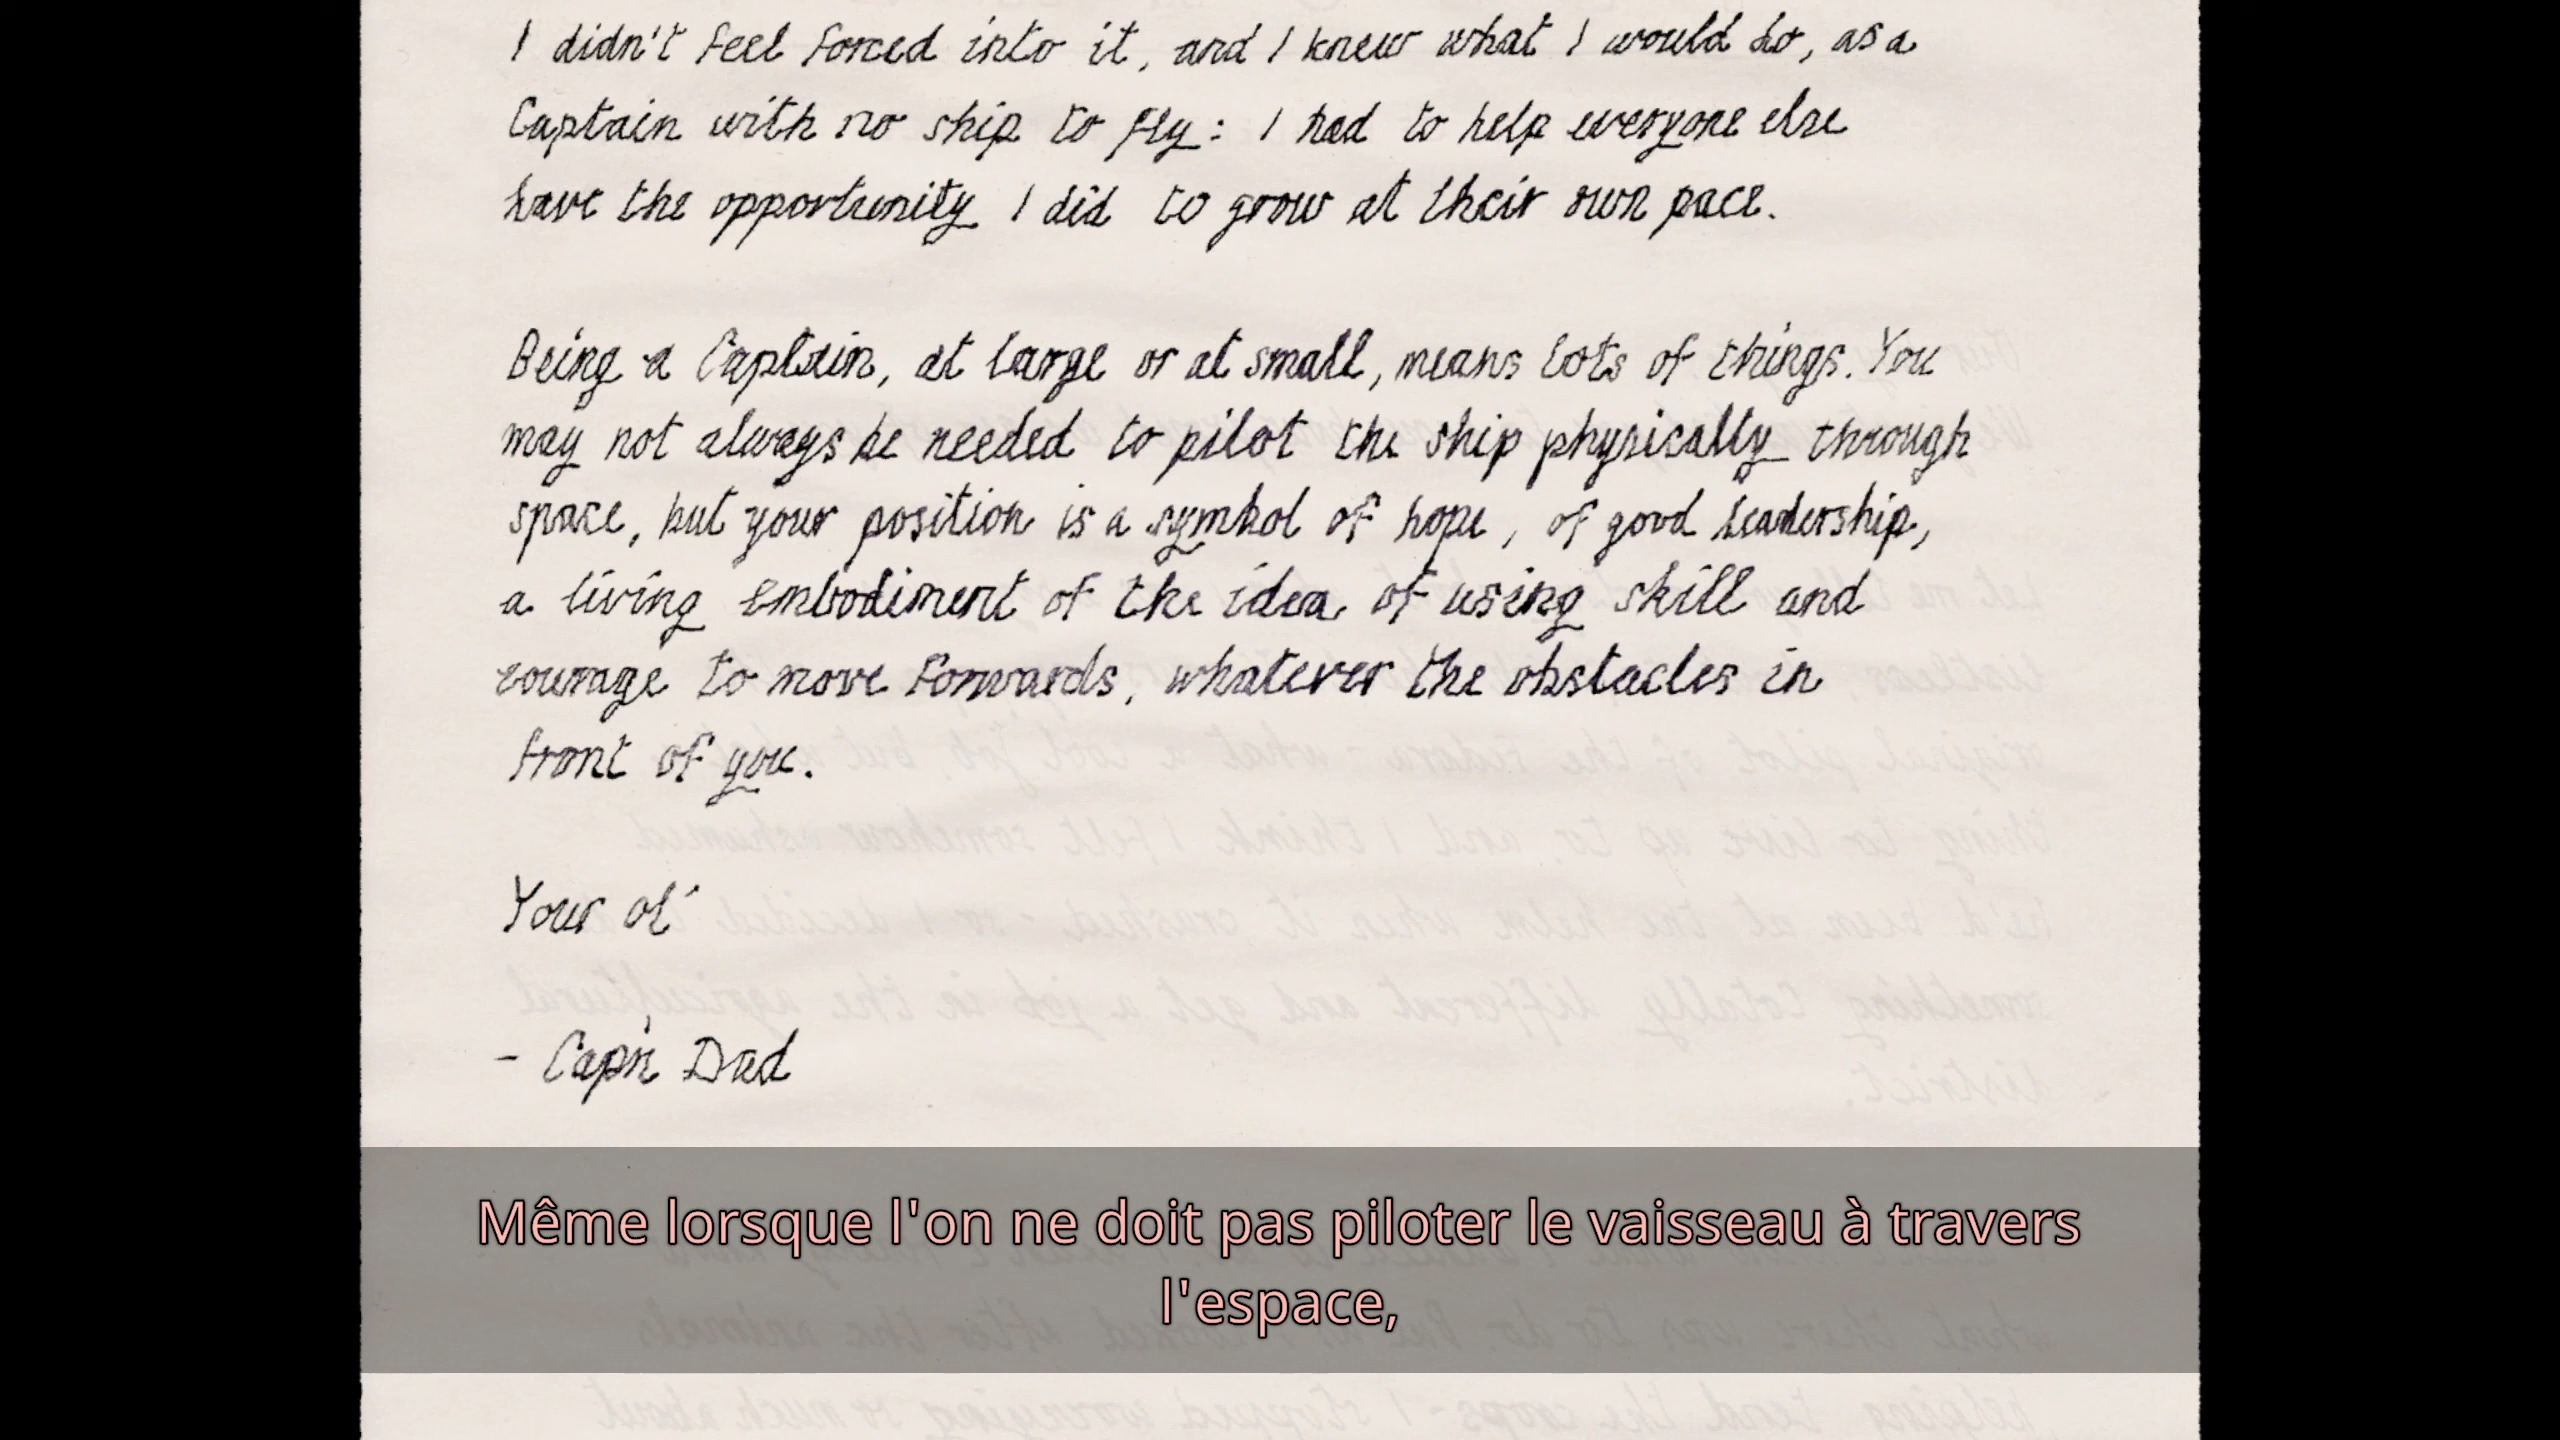 I didn't feel forced into it, and I knew what I would do, as a
Captain with no ship to fly: I had to help everyone else
have the opportunity I did to grow at their own pace.
Being a Captain, at large or at small, means lots of things. You
may not always be needed to pilot the ship physically through
space, but your position is a symbol of hope, of good leadership,
a living embodiment of the idea of using skill and
courage to move forwards, whatever the obstacles in
front of you.
Your ol'
- Cap'n Dad
Même lorsque l'on ne doit pas piloter le vaisseau à travers
l'espace,